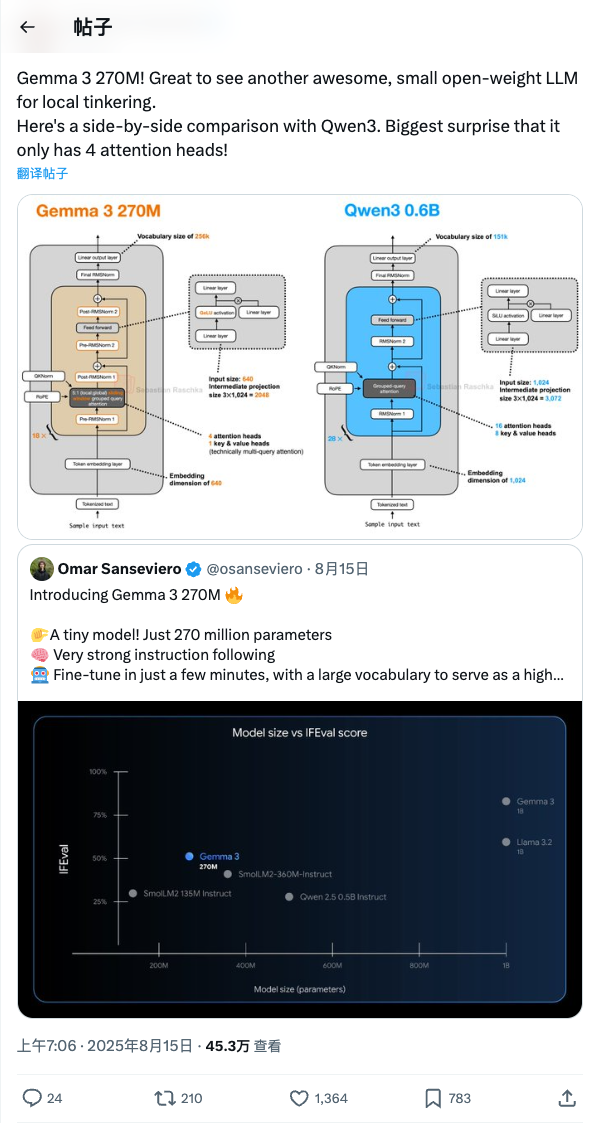 帖子
Gemma 3 270M! Great to see another awesome, small open-weight LLM
for local tinkering.
Here's a side-by-side comparison with Qwen3. Biggest surprise that it
only has 4 attention heads!
翻译帖子
Gemma 3 270M
Vocabulary size of 256k
Linear output layer
Final RMSNorm
Post-RMSNorm 2
Feed forward
Pre-RMSNorm 2
Post-RMSNorm 1
5:1 (local:global) sliding
window grouped query
attention
Pre-RMSNorm 1
QKNorm
RoPE
18 ×
Token embedding layer
Tokenized text
Sample input text
Linear layer
GeLU activation
Linear layer
Linear layer
Input size: 640
Intermediate projection
size 3×1,024 = 2048
4 attention heads
1 key & value heads
(technically multi-query attention)
Embedding
dimension of 640
Sebastian Raschka
Qwen3 0.6B
Vocabulary size of 151k
Linear output layer
Final RMSNorm
Feed forward
RMSNorm 2
Grouped-query
attention
RMSNorm 1
QKNorm
RoPE
28 ×
Token embedding layer
Tokenized text
Sample input text
Linear layer
SiLU activation
Linear layer
Linear layer
Input size: 1,024
Intermediate projection
size 3×1,024 = 3,072
16 attention heads
8 key & value heads
Embedding
dimension of 1,024
Sebastian Raschka
Omar Sanseviero @osanseviero · 8月15日
Introducing Gemma 3 270M 🔥
👉A tiny model! Just 270 million parameters
🧠 Very strong instruction following
🤖 Fine-tune in just a few minutes, with a large vocabulary to serve as a high...
Model size vs IFEval score
100%
75%
50%
25%
IFEval
Gemma 3
1B
Llama 3.2
1B
Gemma 3
270M
SmolLM2-360M-Instruct
SmolLM2 135M Instruct
Qwen 2.5 0.5B Instruct
200M
400M
600M
800M
1B
Model size (parameters)
上午7:06 · 2025年8月15日 · 45.3万 查看
24
210
1,364
783